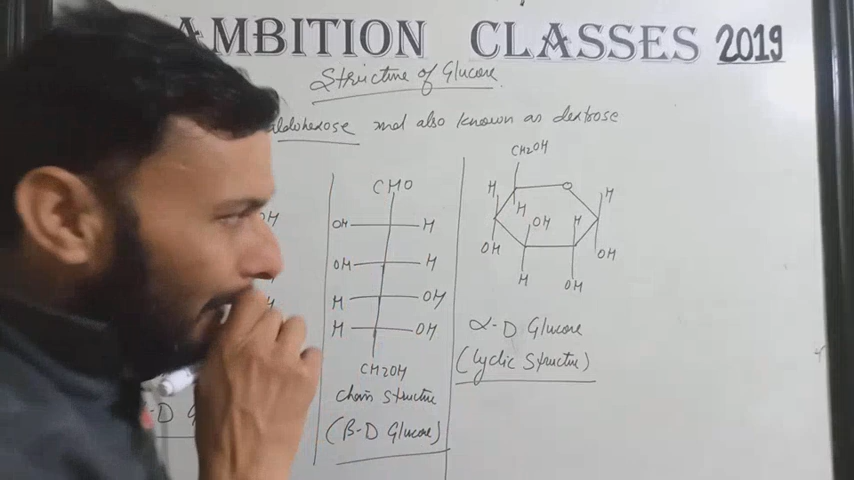 AMBITION CLASSES 2019
Structure of Glucose
aldohexose and also known as dextrose
OH
CHO
OH H
OH H
H OH
H OH
CH2OH
Chain Structure
(β-D Glucose)
-D G
CH2OH
O
H H
H
OH H
OH OH
H OH
α-D Glucose
(Cyclic Structure)